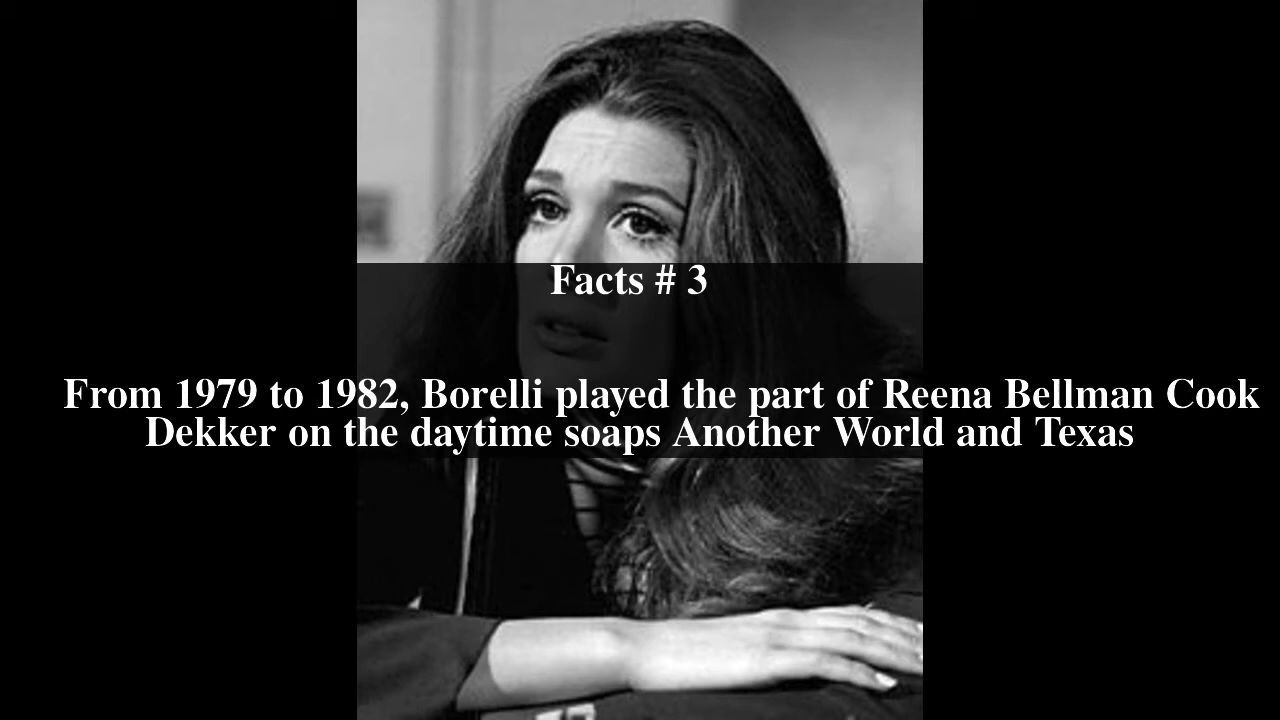 Facts # 3
From 1979 to 1982, Borelli played the part of Reena Bellman Cook
Dekker on the daytime soaps Another World and Texas